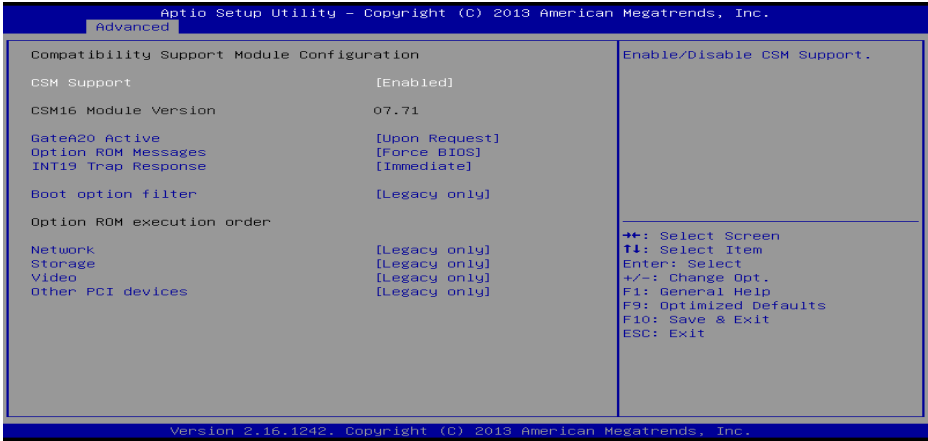 Aptio Setup Utility – Copyright (C) 2013 American Megatrends, Inc.
Advanced
Compatibility Support Module Configuration
CSM Support [Enabled]
CSM16 Module Version 07.71
GateA20 Active [Upon Request]
Option ROM Messages [Force BIOS]
INT19 Trap Response [Immediate]
Boot option filter [Legacy only]
Option ROM execution order
Network [Legacy only]
Storage [Legacy only]
Video [Legacy only]
Other PCI devices [Legacy only]
Enable/Disable CSM Support.
→←: Select Screen
↑↓: Select Item
Enter: Select
+/-: Change Opt.
F1: General Help
F9: Optimized Defaults
F10: Save & Exit
ESC: Exit
Version 2.16.1242. Copyright (C) 2013 American Megatrends, Inc.